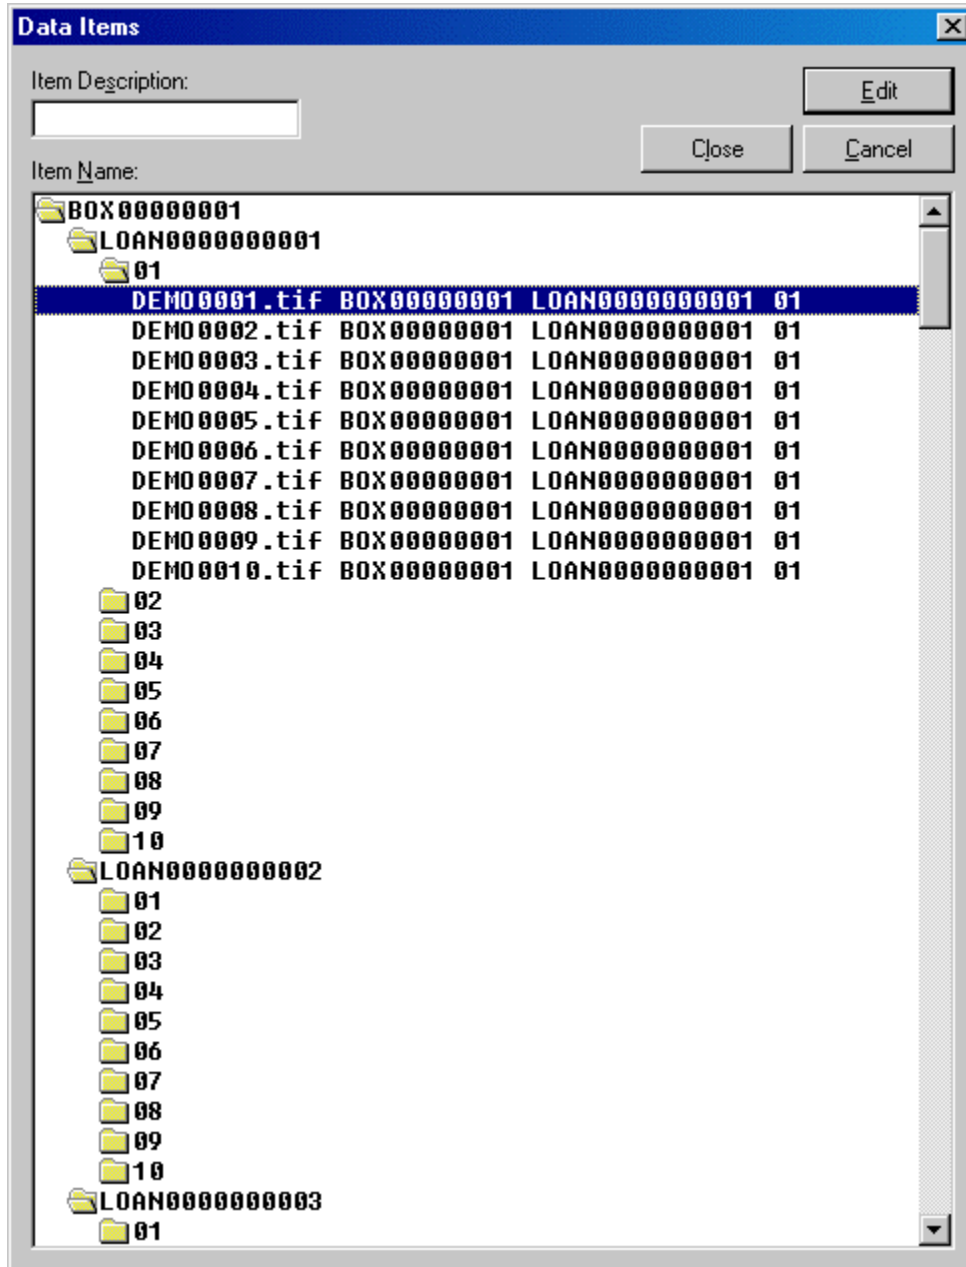 Data Items
Item Description:
Edit
Close
Cancel
Item Name:
BOX00000001
LOAN0000000001
01
DEMO0001.tif BOX00000001 LOAN0000000001 01
DEMO0002.tif BOX00000001 LOAN0000000001 01
DEMO0003.tif BOX00000001 LOAN0000000001 01
DEMO0004.tif BOX00000001 LOAN0000000001 01
DEMO0005.tif BOX00000001 LOAN0000000001 01
DEMO0006.tif BOX00000001 LOAN0000000001 01
DEMO0007.tif BOX00000001 LOAN0000000001 01
DEMO0008.tif BOX00000001 LOAN0000000001 01
DEMO0009.tif BOX00000001 LOAN0000000001 01
DEMO0010.tif BOX00000001 LOAN0000000001 01
02
03
04
05
06
07
08
09
10
LOAN0000000002
01
02
03
04
05
06
07
08
09
10
LOAN0000000003
01